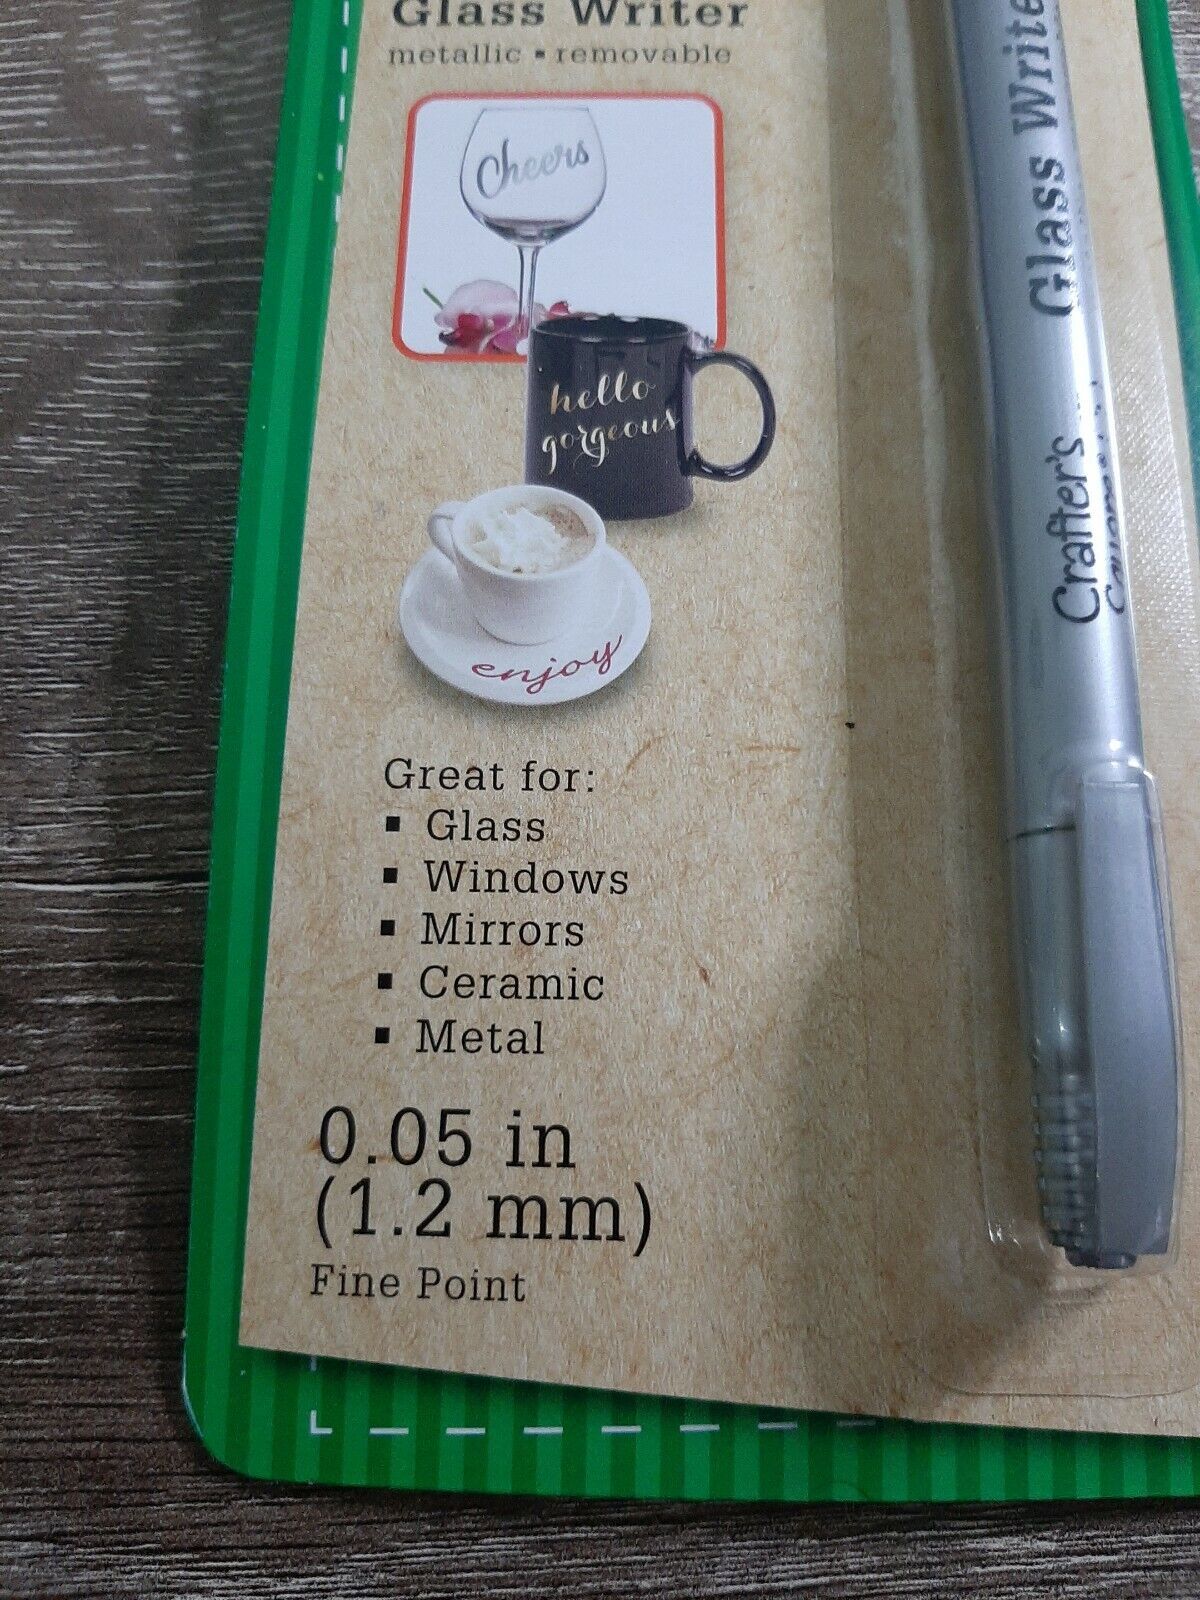 Glass Writer
metallic ▪ removable
Cheers
hello
gorgeous
enjoy
Great for:
▪ Glass
▪ Windows
▪ Mirrors
▪ Ceramic
▪ Metal
0.05 in
(1.2 mm)
Fine Point
Glass Write
Crafter's